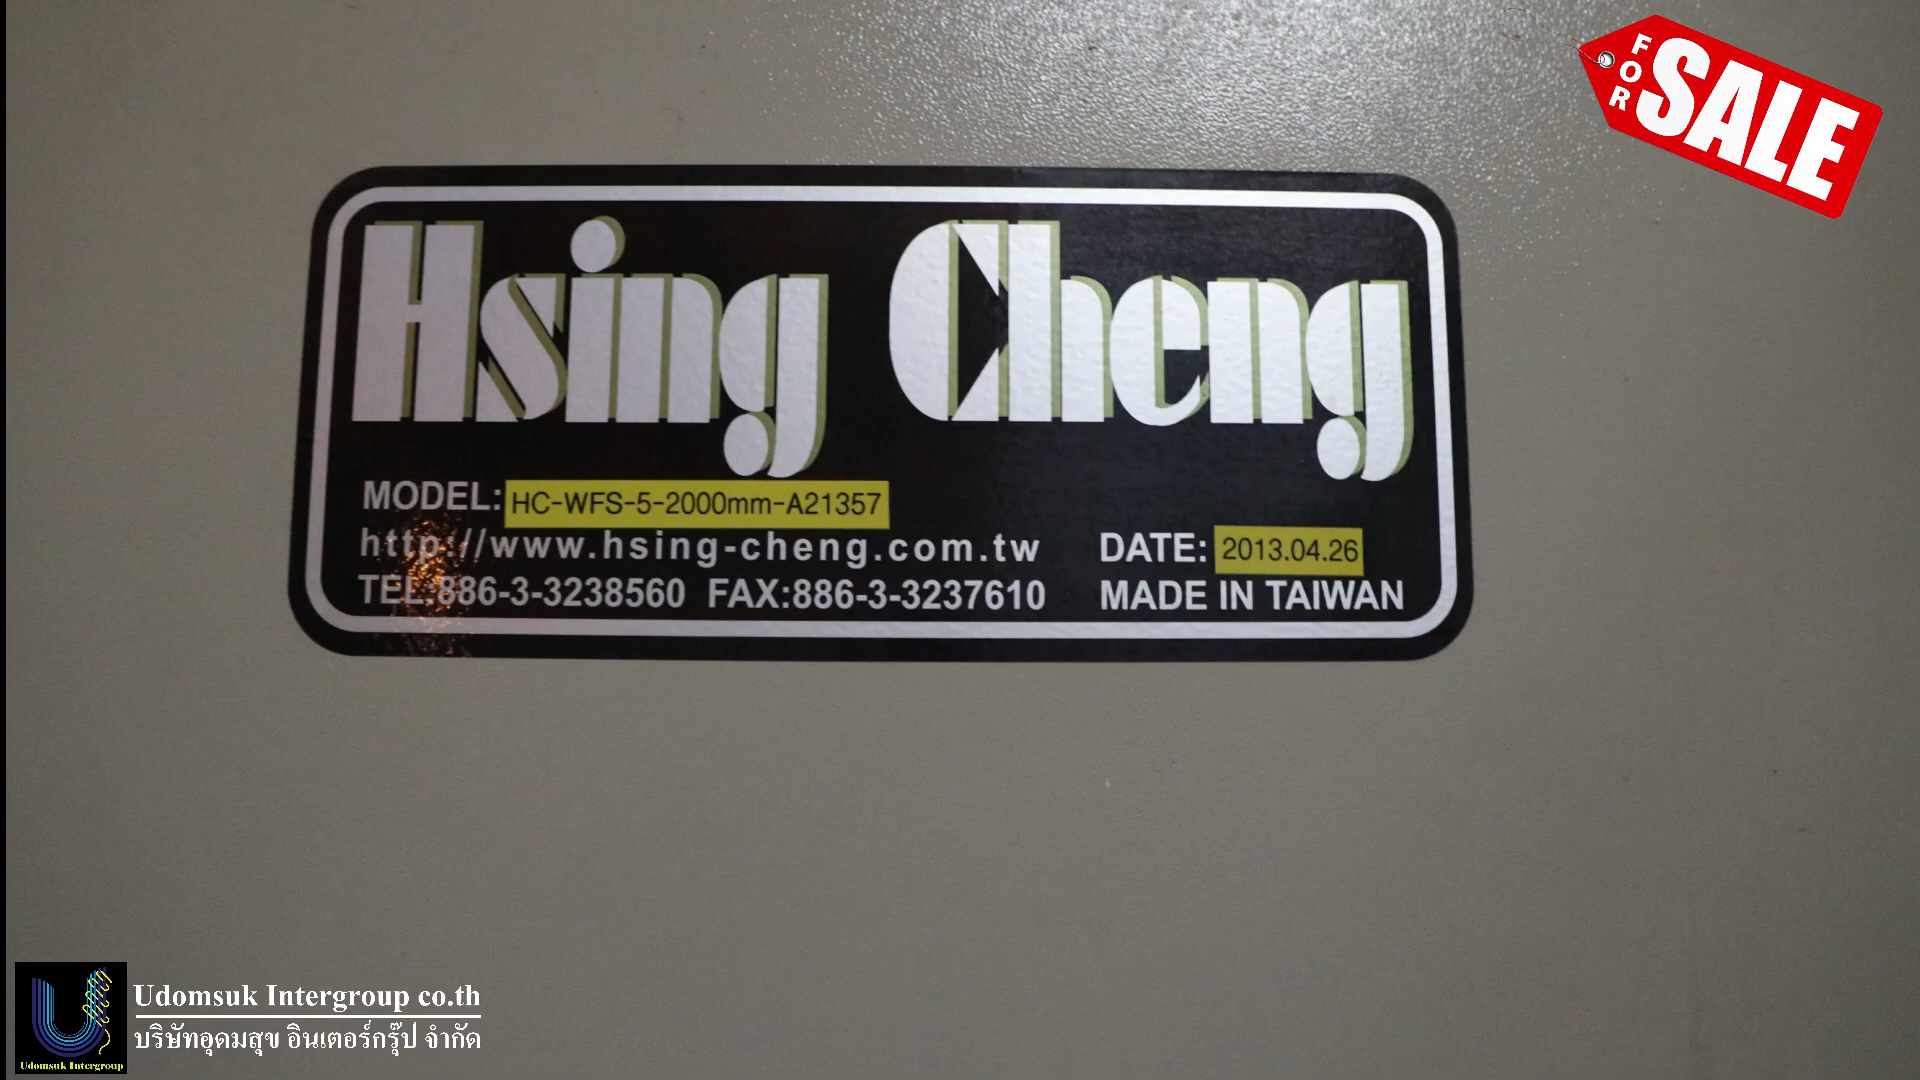 FOR SALE
Hsing Cheng
MODEL: HC-WFS-5-2000mm-A21357
http://www.hsing-cheng.com.tw
DATE: 2013.04.26
TEL:886-3-3238560 FAX:886-3-3237610
MADE IN TAIWAN
Udomsuk Intergroup co.th
บริษัทอุดมสุข อินเตอร์กรุ๊ป จำกัด
Udomsuk Intergroup